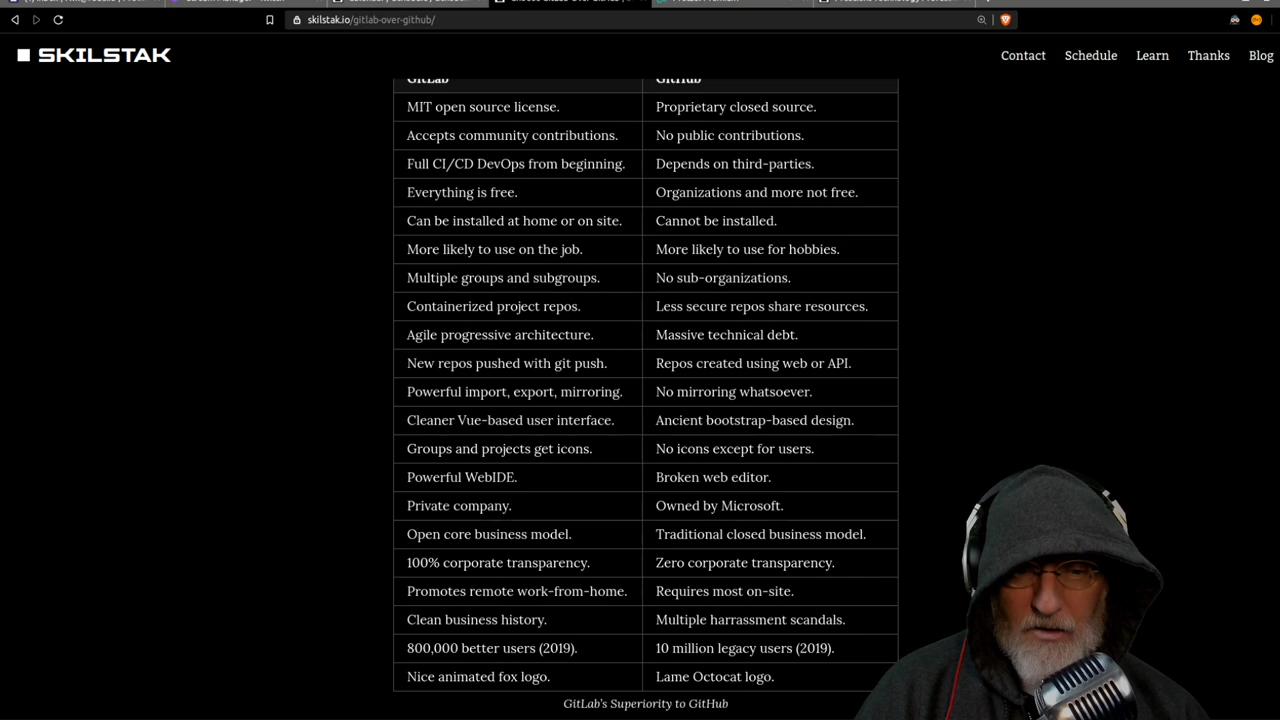 skilstak.io/gitlab-over-github/
SKILSTAK
Contact Schedule Learn Thanks Blog
GitLab GitHub
MIT open source license. Proprietary closed source.
Accepts community contributions. No public contributions.
Full CI/CD DevOps from beginning. Depends on third-parties.
Everything is free. Organizations and more not free.
Can be installed at home or on site. Cannot be installed.
More likely to use on the job. More likely to use for hobbies.
Multiple groups and subgroups. No sub-organizations.
Containerized project repos. Less secure repos share resources.
Agile progressive architecture. Massive technical debt.
New repos pushed with git push. Repos created using web or API.
Powerful import, export, mirroring. No mirroring whatsoever.
Cleaner Vue-based user interface. Ancient bootstrap-based design.
Groups and projects get icons. No icons except for users.
Powerful WebIDE. Broken web editor.
Private company. Owned by Microsoft.
Open core business model. Traditional closed business model.
100% corporate transparency. Zero corporate transparency.
Promotes remote work-from-home. Requires most on-site.
Clean business history. Multiple harrassment scandals.
800,000 better users (2019). 10 million legacy users (2019).
Nice animated fox logo. Lame Octocat logo.
GitLab's Superiority to GitHub